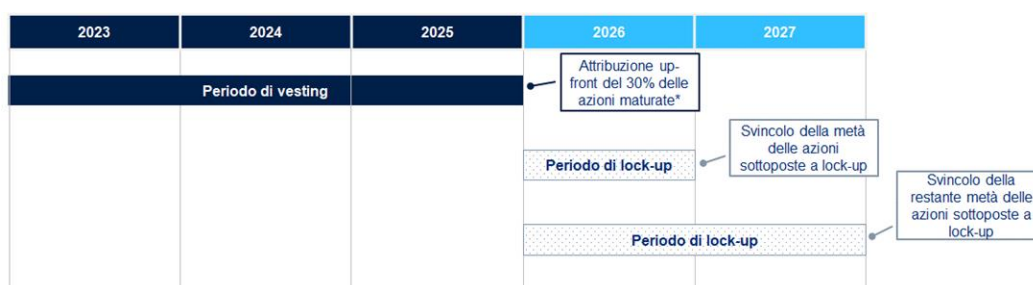 2023 2024 2025 2026 2027
Periodo di vesting
Attribuzione up-
front del 30% delle
azioni maturate*
Periodo di lock-up
Svincolo della metà
delle azioni
sottoposte a lock-up
Periodo di lock-up
Svincolo della
restante metà delle
azioni sottoposte a
lock-up